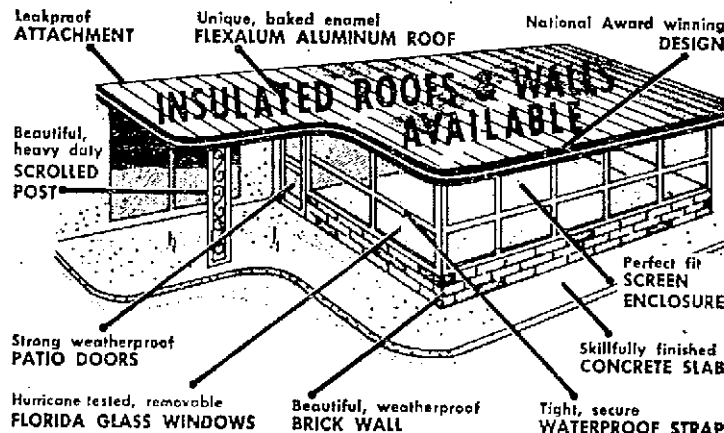 Leakproof
ATTACHMENT
Unique, baked enamel
FLEXALUM ALUMINUM ROOF
National Award winning
DESIGN
INSULATED ROOFS & WALLS
AVAILABLE
Beautiful,
heavy duty
SCROLLED
POST
Perfect fit
SCREEN
ENCLOSURE
Strong weatherproof
PATIO DOORS
Skillfully finished
CONCRETE SLAB
Hurricane tested, removable
FLORIDA GLASS WINDOWS
Beautiful, weatherproof
BRICK WALL
Tight, secure
WATERPROOF STRAP